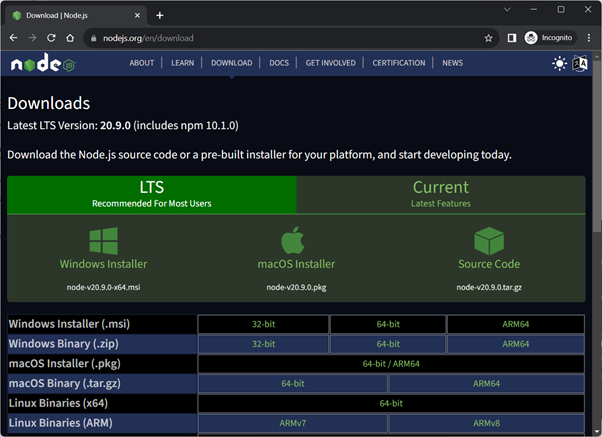 Download | Node.js
nodejs.org/en/download
Incognito
node JS
ABOUT LEARN DOWNLOAD DOCS GET INVOLVED CERTIFICATION NEWS
Downloads
Latest LTS Version: 20.9.0 (includes npm 10.1.0)
Download the Node.js source code or a pre-built installer for your platform, and start developing today.
LTS
Recommended For Most Users
Current
Latest Features
Windows Installer
node-v20.9.0-x64.msi
macOS Installer
node-v20.9.0.pkg
Source Code
node-v20.9.0.tar.gz
Windows Installer (.msi) 32-bit 64-bit ARM64
Windows Binary (.zip) 32-bit 64-bit ARM64
macOS Installer (.pkg) 64-bit / ARM64
macOS Binary (.tar.gz) 64-bit ARM64
Linux Binaries (x64) 64-bit
Linux Binaries (ARM) ARMv7 ARMv8